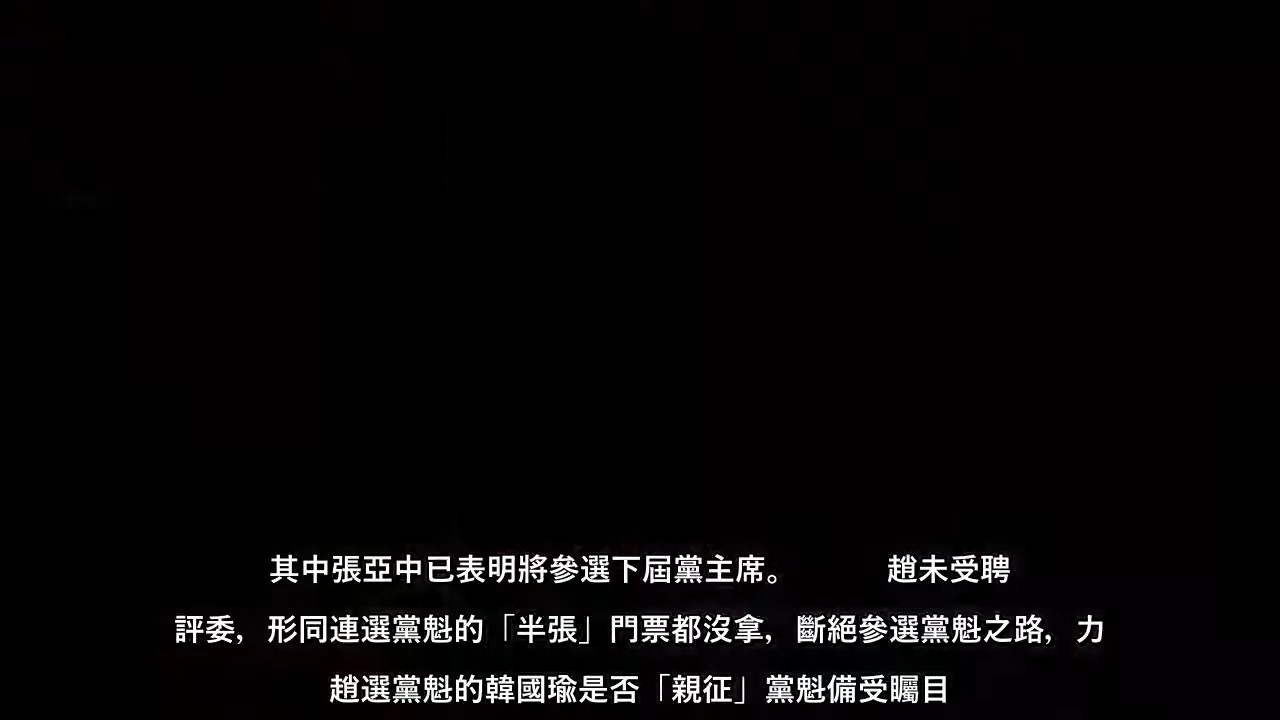 其中張亞中已表明將參選下屆黨主席。 趙未受聘
評委, 形同連選黨魁的「半張」門票都沒拿, 斷絕參選黨魁之路, 力
趙選黨魁的韓國瑜是否「親征」黨魁備受矚目